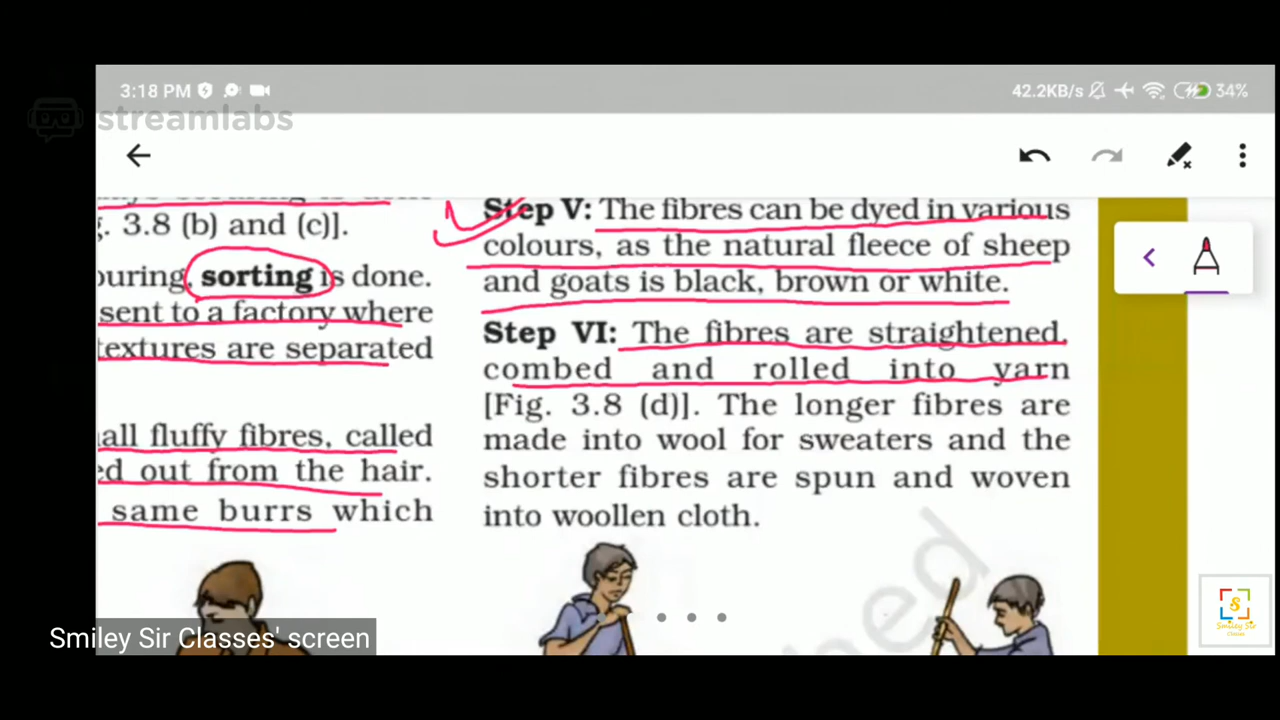 3:18 PM
42.2KB/s
34%
streamlabs
g. 3.8 (b) and (c)].
ouring, sorting is done.
sent to a factory where
textures are separated
all fluffy fibres, called
ed out from the hair.
same burrs which
Step V: The fibres can be dyed in various
colours, as the natural fleece of sheep
and goats is black, brown or white.
Step VI: The fibres are straightened,
combed and rolled into yarn
[Fig. 3.8 (d)]. The longer fibres are
made into wool for sweaters and the
shorter fibres are spun and woven
into woollen cloth.
hed
Smiley Sir Classes' screen
S
Smiley Sir
Classes